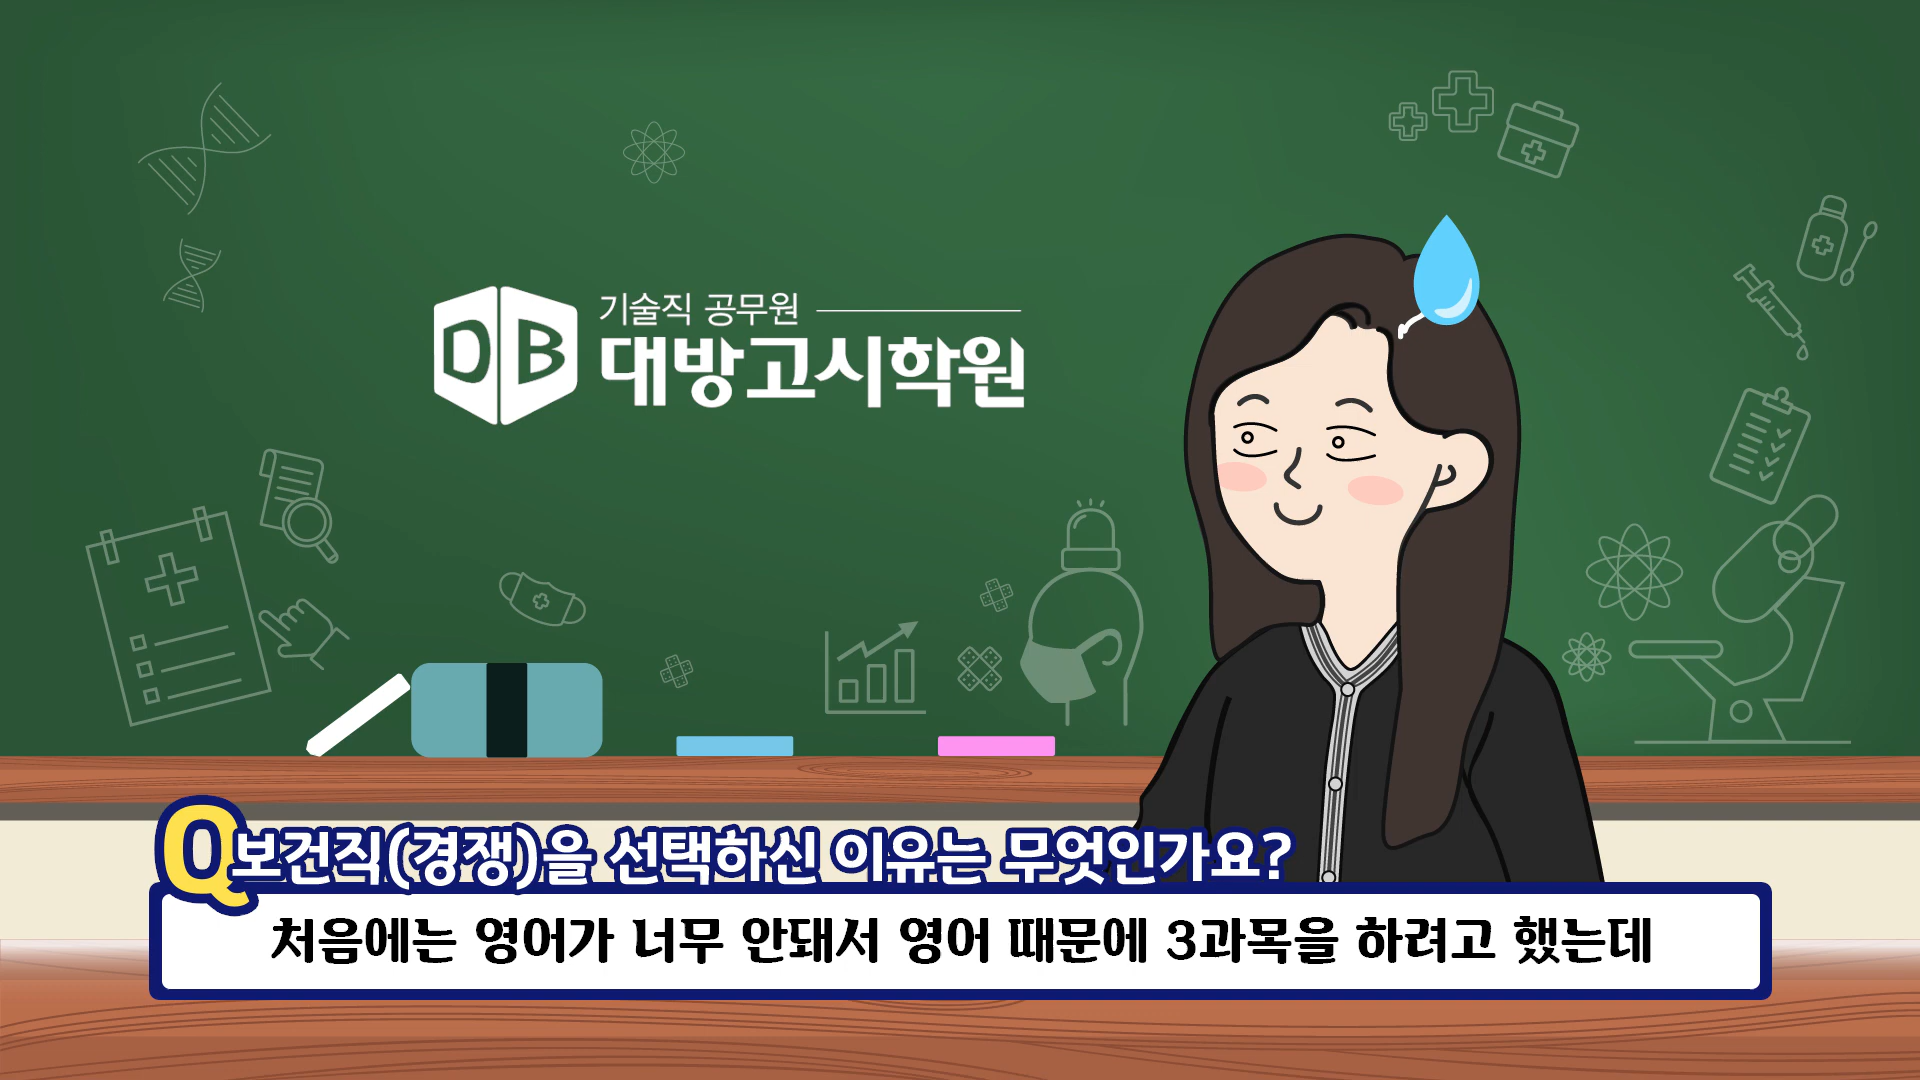 기술직 공무원
DB 대방고시학원
Q 보건직(경쟁)을 선택하신 이유는 무엇인가요?
처음에는 영어가 너무 안돼서 영어 때문에 3과목을 하려고 했는데